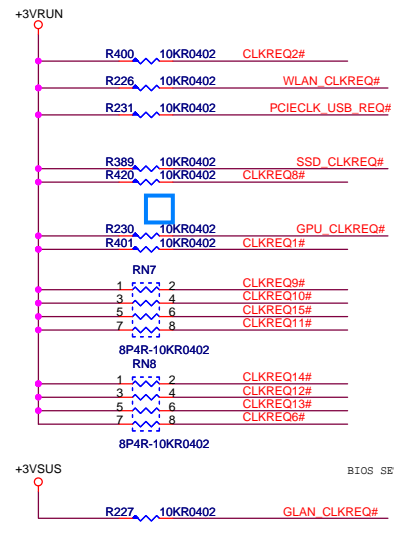 +3VRUN
R400 10KR0402 CLKREQ2#
R226 10KR0402 WLAN_CLKREQ#
R231 10KR0402 PCIECLK_USB_REQ#
R389 10KR0402 SSD_CLKREQ#
R420 10KR0402 CLKREQ8#
R230 10KR0402 GPU_CLKREQ#
R401 10KR0402 CLKREQ1#
RN7
1 2 CLKREQ9#
3 4 CLKREQ10#
5 6 CLKREQ15#
7 8 CLKREQ11#
8P4R-10KR0402
RN8
1 2 CLKREQ14#
3 4 CLKREQ12#
5 6 CLKREQ13#
7 8 CLKREQ6#
8P4R-10KR0402
+3VSUS
BIOS SE
R227 10KR0402 GLAN_CLKREQ#